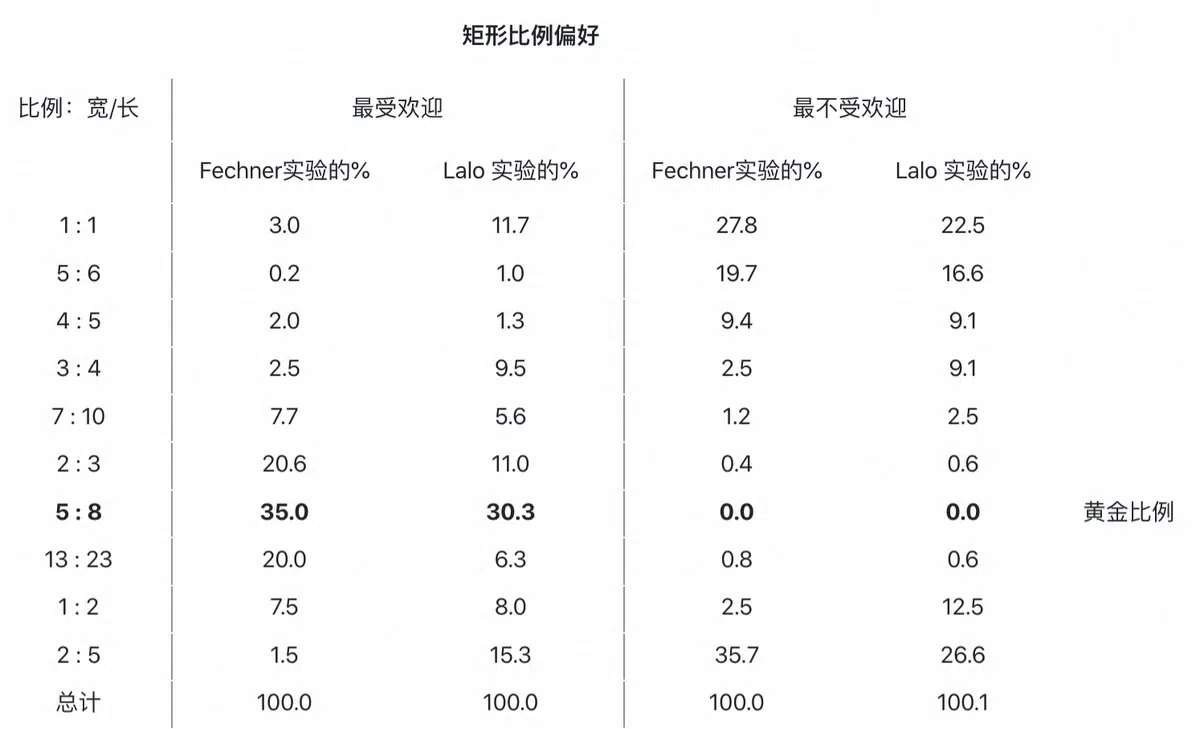 矩形比例偏好
比例：宽/长 最受欢迎 最不受欢迎
Fechner实验的% Lalo 实验的% Fechner实验的% Lalo 实验的%
1 : 1 3.0 11.7 27.8 22.5
5 : 6 0.2 1.0 19.7 16.6
4 : 5 2.0 1.3 9.4 9.1
3 : 4 2.5 9.5 2.5 9.1
7 : 10 7.7 5.6 1.2 2.5
2 : 3 20.6 11.0 0.4 0.6
5 : 8 35.0 30.3 0.0 0.0 黄金比例
13 : 23 20.0 6.3 0.8 0.6
1 : 2 7.5 8.0 2.5 12.5
2 : 5 1.5 15.3 35.7 26.6
总计 100.0 100.0 100.0 100.1